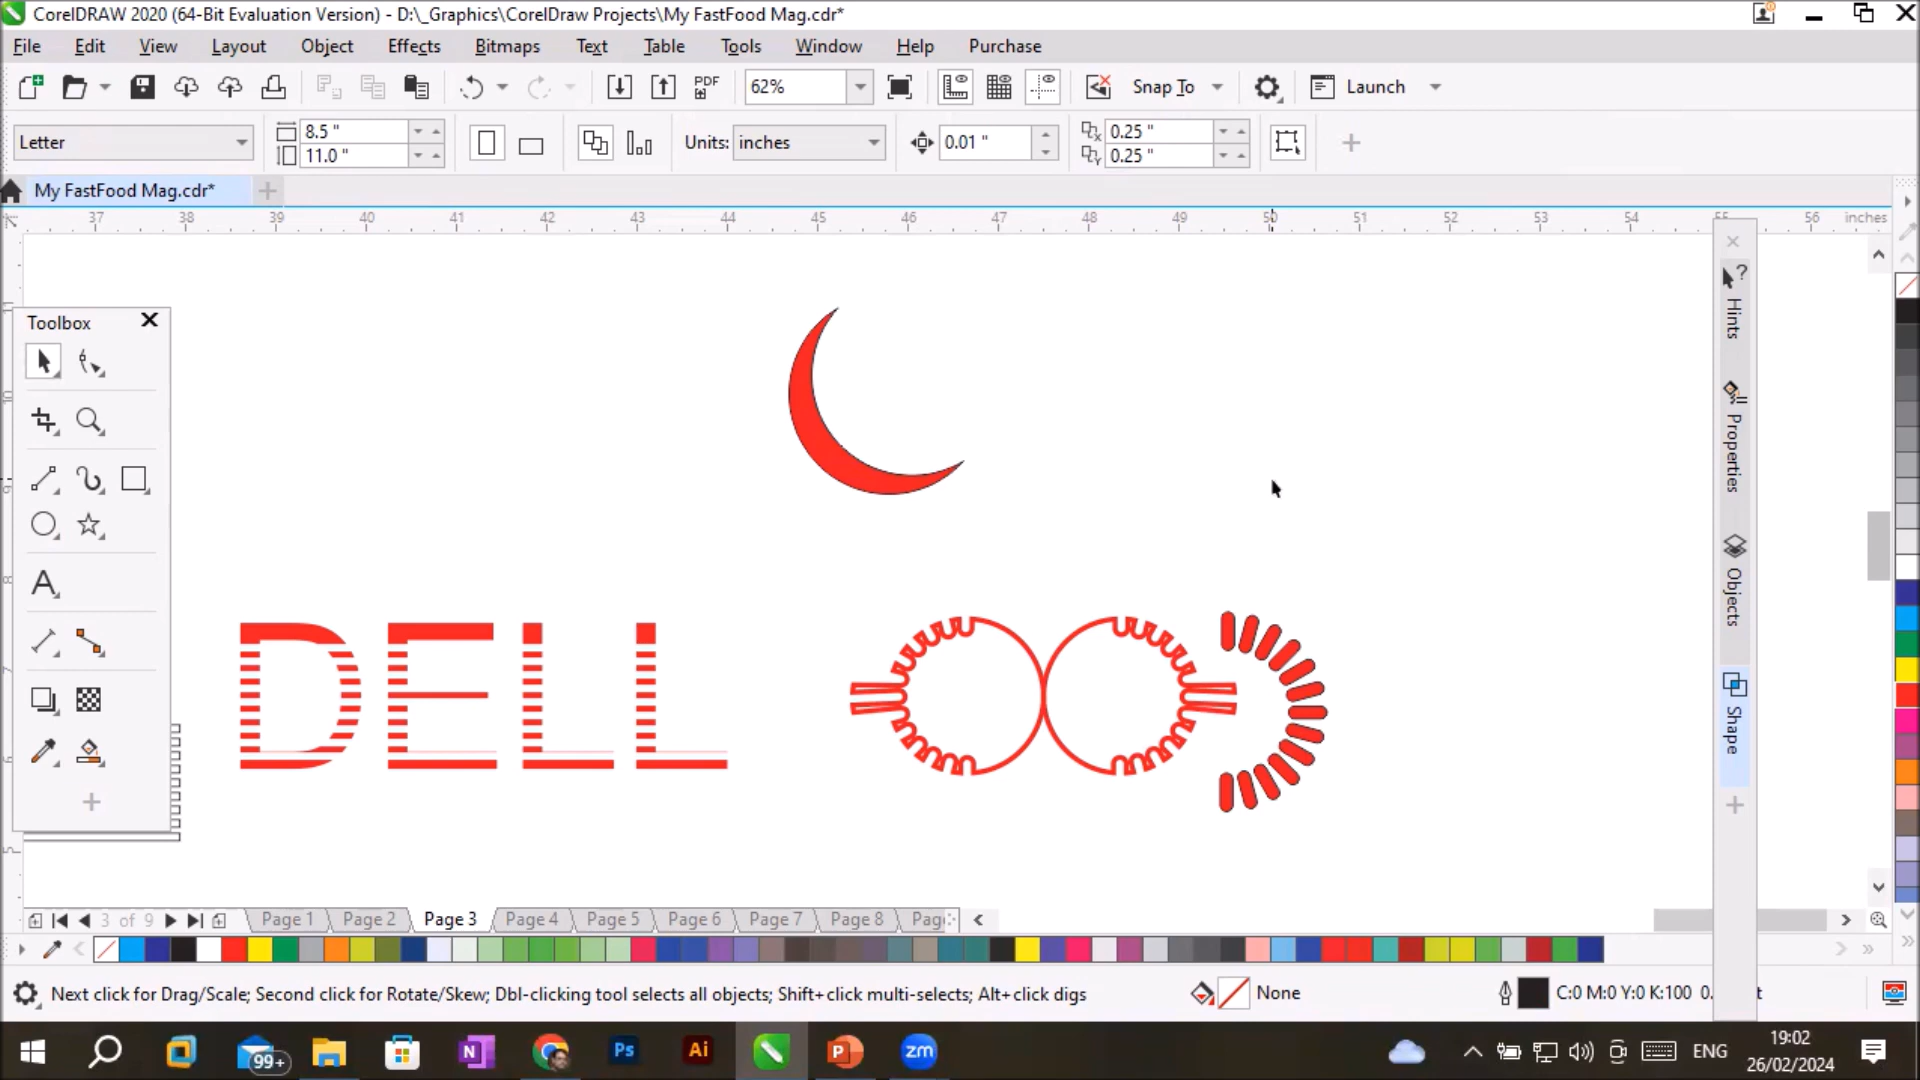 CorelDRAW 2020 (64-Bit Evaluation Version) - D:\_Graphics\CorelDraw Projects\My FastFood Mag.cdr*
File Edit View Layout Object Effects Bitmaps Text Table Tools Window Help Purchase
PDF 62% Snap To Launch
Letter 8.5 " 11.0 " Units: inches 0.01 " 0.25 " 0.25 "
My FastFood Mag.cdr*
37 38 39 40 41 42 43 44 45 46 47 48 49 50 51 52 53 54 55 56 inches
Toolbox
Hints
Properties
Objects
Shape
DELL
3 of 9 Page 1 Page 2 Page 3 Page 4 Page 5 Page 6 Page 7 Page 8 Pag
Next click for Drag/Scale; Second click for Rotate/Skew; Dbl-clicking tool selects all objects; Shift+click multi-selects; Alt+click digs None C:0 M:0 Y:0 K:100 0. t
99+ N Ps Ai P zm ENG 19:02
26/02/2024